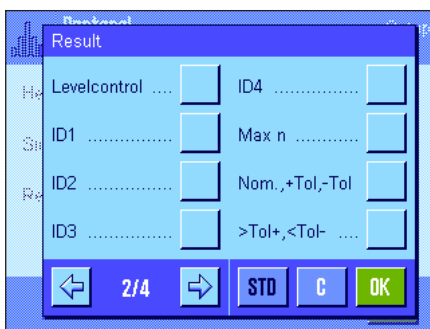 Result
Levelcontrol ....
ID1 ................
ID2 ................
ID3 ................
ID4 ...............
Max n ............
Nom.,+Tol,-Tol
>Tol+,<Tol- ....
2/4
STD
C
OK